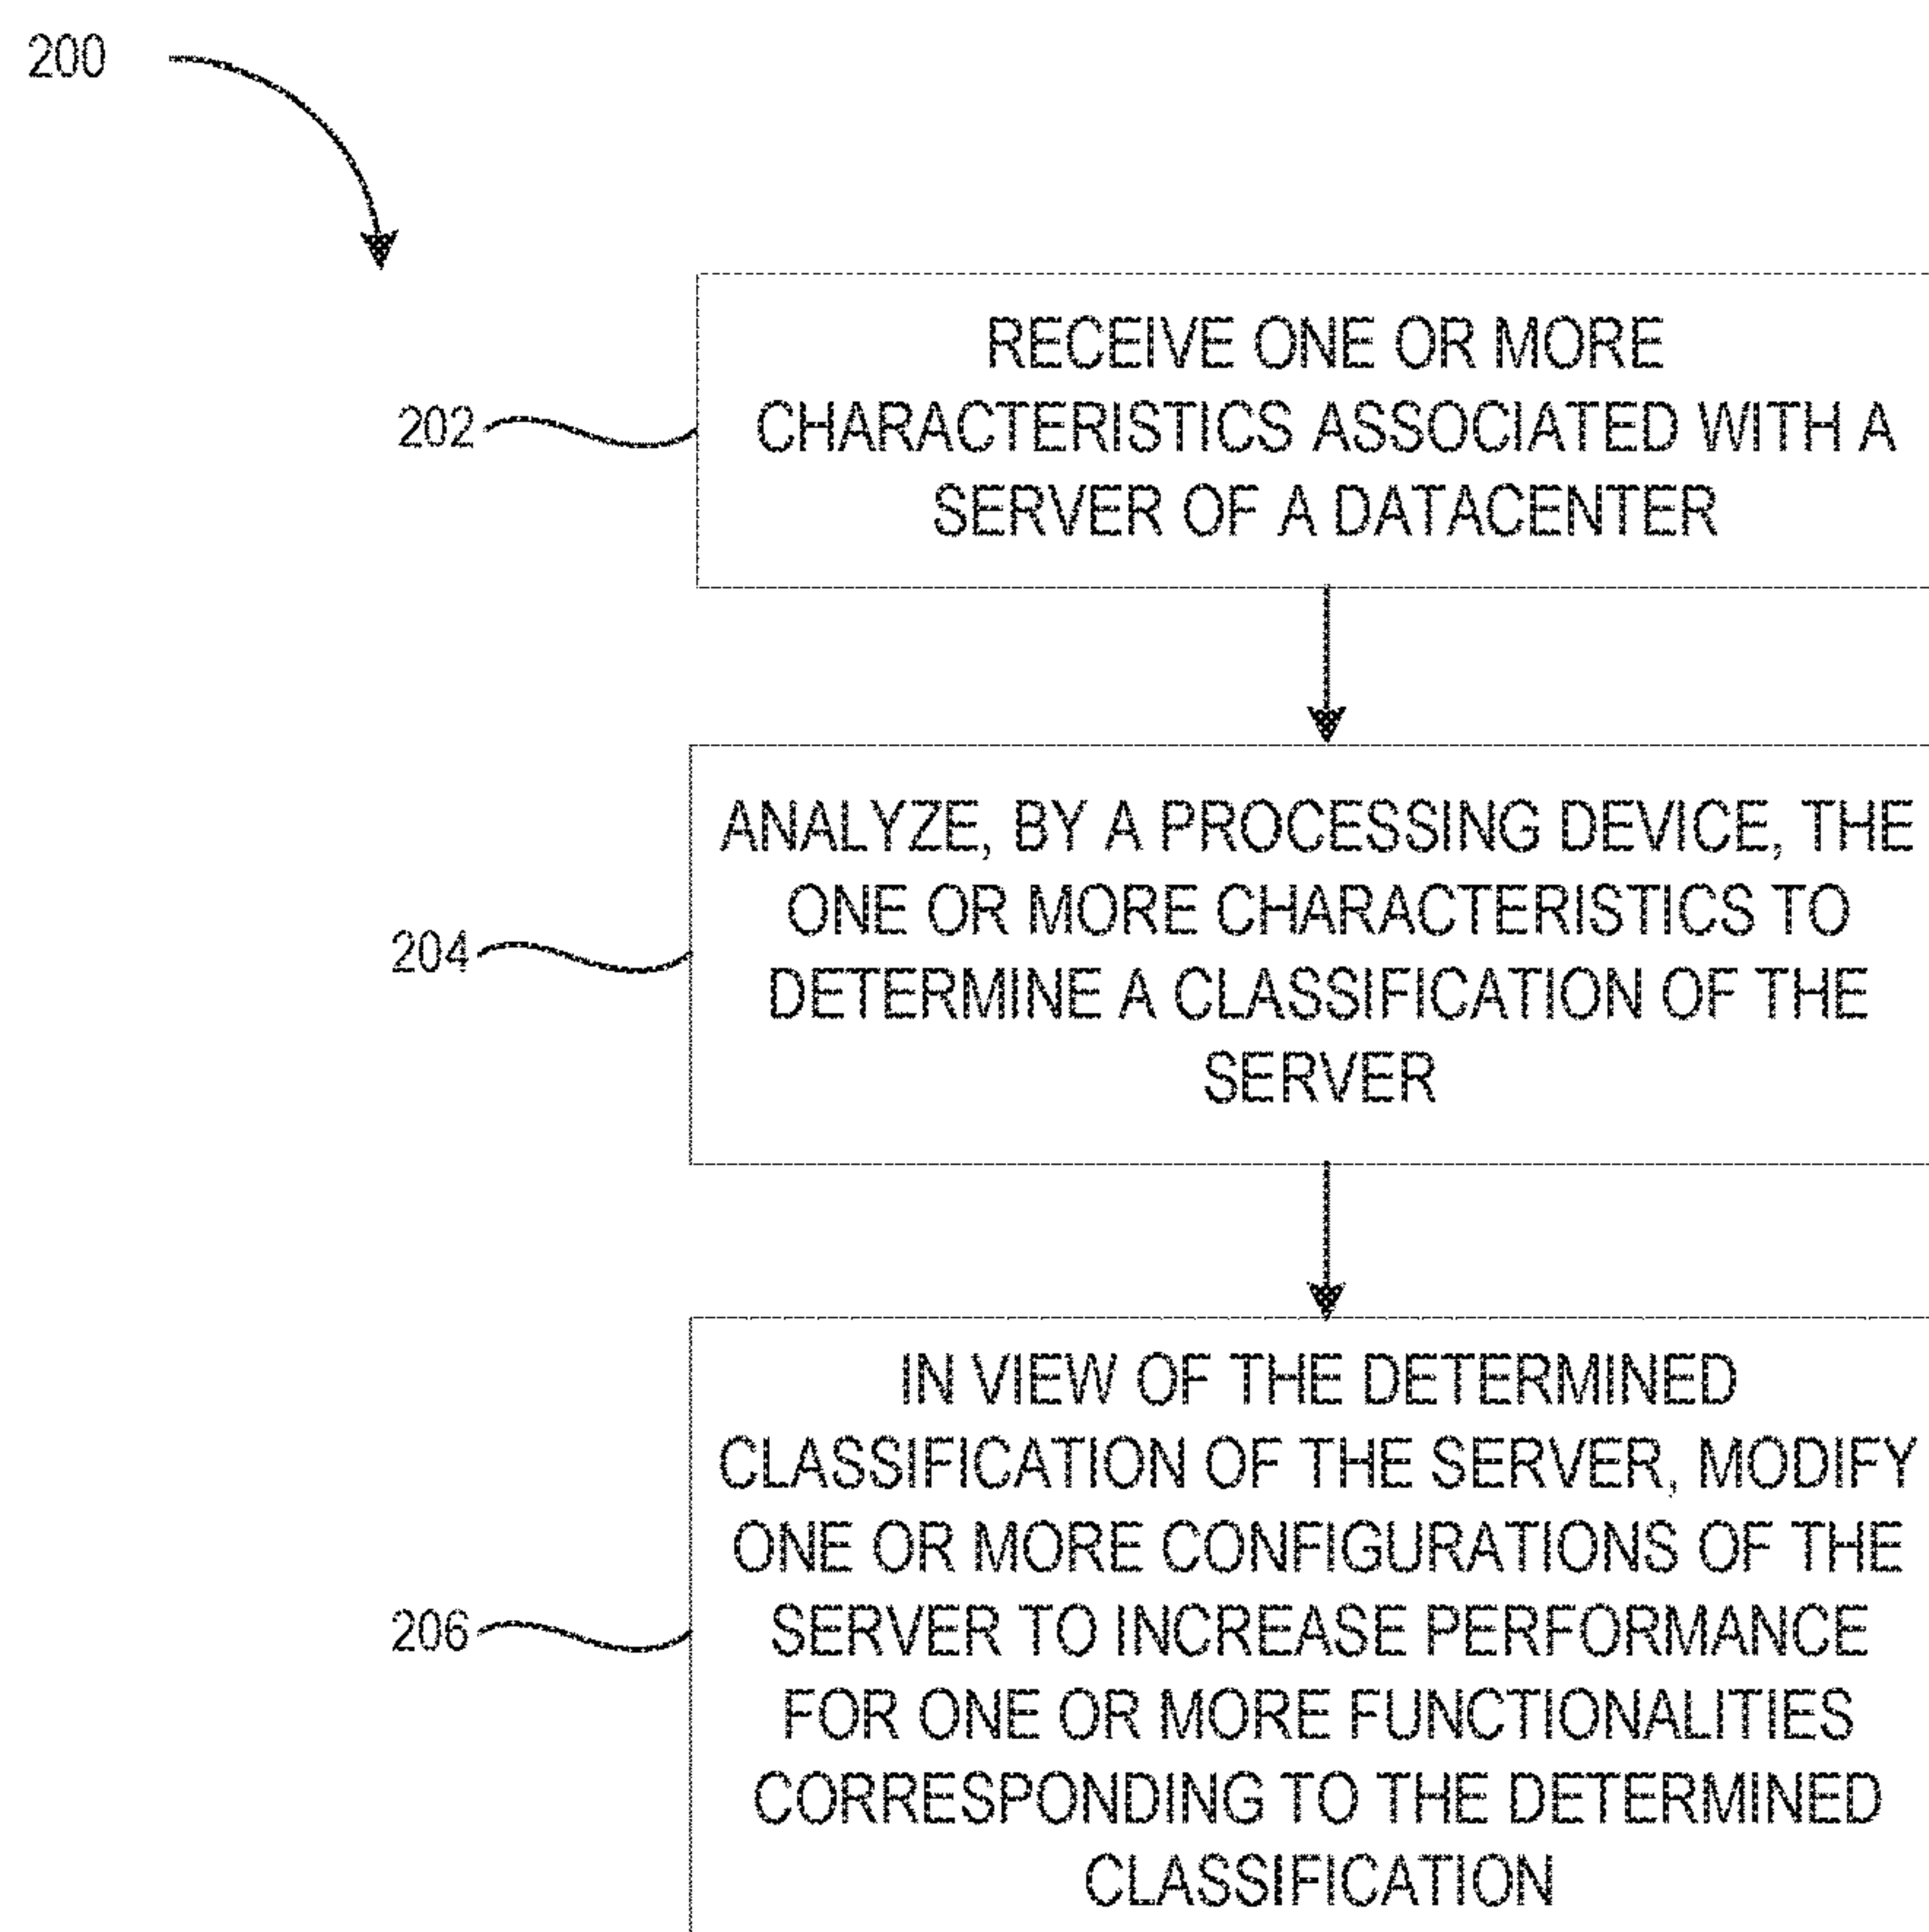 200
RECEIVE ONE OR MORE
CHARACTERISTICS ASSOCIATED WITH A
SERVER OF A DATACENTER
202
ANALYZE, BY A PROCESSING DEVICE, THE
ONE OR MORE CHARACTERISTICS TO
DETERMINE A CLASSIFICATION OF THE
SERVER
204
IN VIEW OF THE DETERMINED
CLASSIFICATION OF THE SERVER, MODIFY
ONE OR MORE CONFIGURATIONS OF THE
SERVER TO INCREASE PERFORMANCE
FOR ONE OR MORE FUNCTIONALITIES
CORRESPONDING TO THE DETERMINED
CLASSIFICATION
206